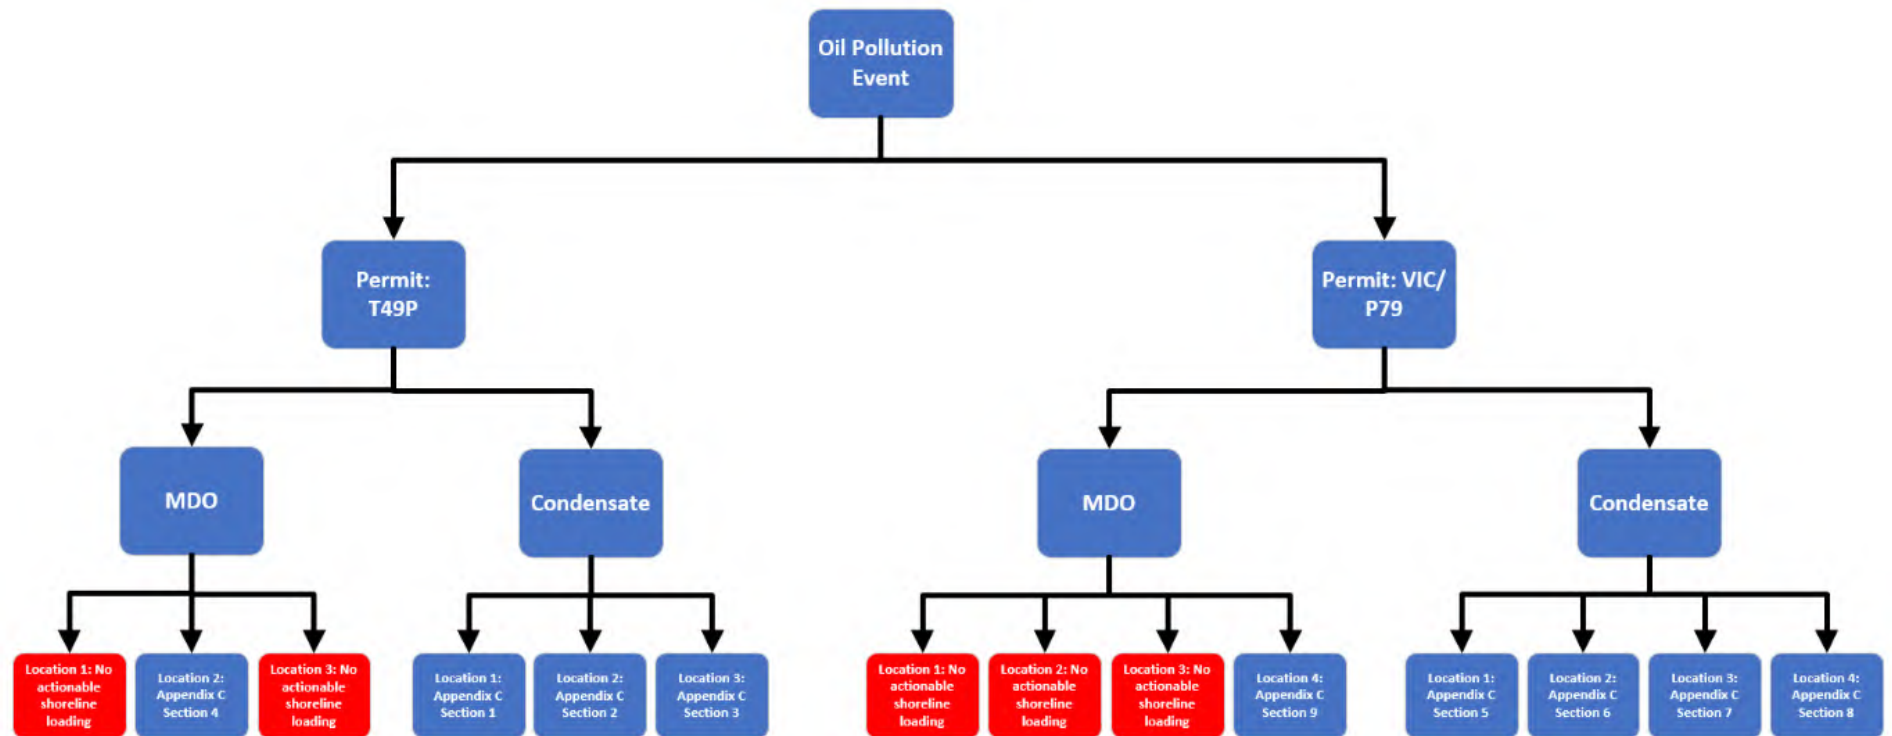 Oil Pollution
Event
Permit:
T49P
Permit: VIC/
P79
MDO
Condensate
MDO
Condensate
Location 1: No
actionable
shoreline
loading
Location 2:
Appendix C
Section 4
Location 3: No
actionable
shoreline
loading
Location 1:
Appendix C
Section 1
Location 2:
Appendix C
Section 2
Location 3:
Appendix C
Section 3
Location 1: No
actionable
shoreline
loading
Location 2: No
actionable
shoreline
loading
Location 3: No
actionable
shoreline
loading
Location 4:
Appendix C
Section 9
Location 1:
Appendix C
Section 5
Location 2:
Appendix C
Section 6
Location 3:
Appendix C
Section 7
Location 4:
Appendix C
Section 8